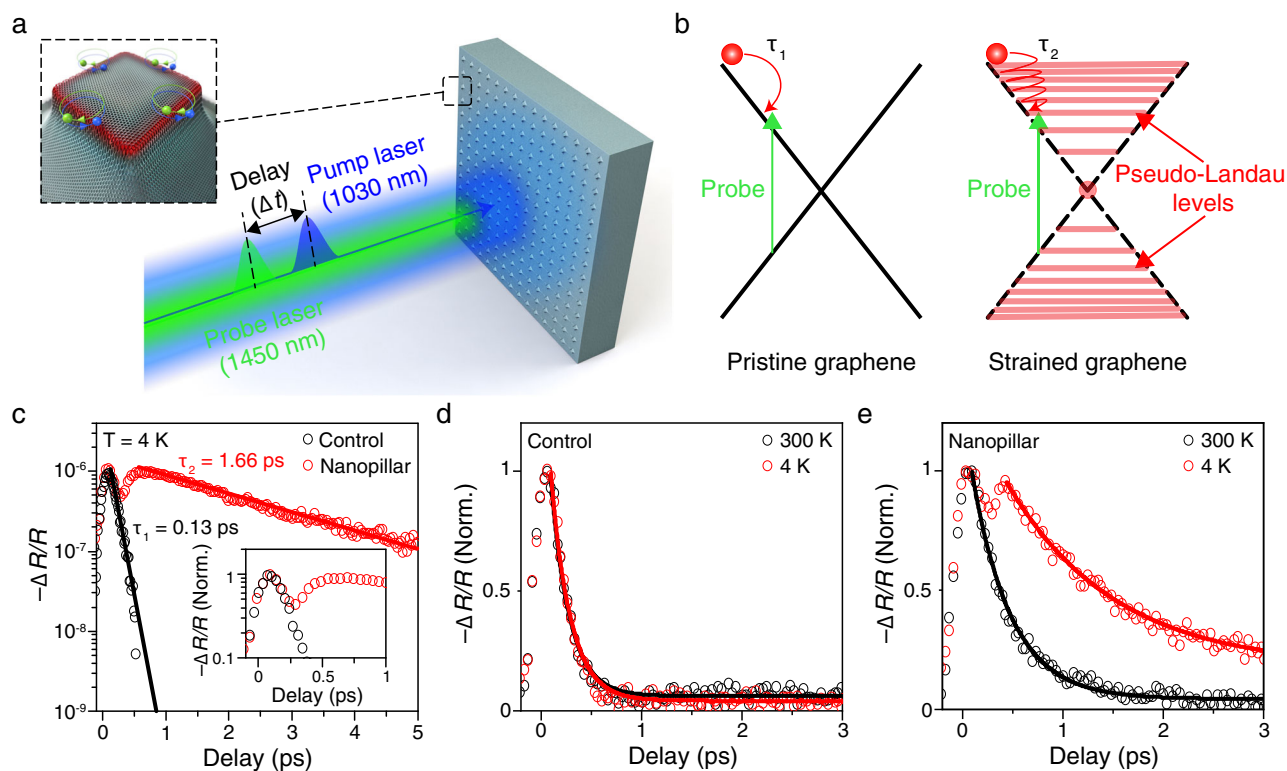 a
Delay
(Δ t)
Pump laser
(1030 nm)
Probe laser
(1450 nm)
b
τ1
Probe
Pristine graphene
τ2
Probe
Pseudo-Landau
levels
Strained graphene
c
T = 4 K
Control
Nanopillar
τ2 = 1.66 ps
τ1 = 0.13 ps
−ΔR/R
10-6
10-7
10-8
10-9
0 1 2 3 4 5
Delay (ps)
−ΔR/R (Norm.)
1
0.1
0 0.5 1
Delay (ps)
d
Control
300 K
4 K
−ΔR/R (Norm.)
1
0.5
0
0 1 2 3
Delay (ps)
e
Nanopillar
300 K
4 K
−ΔR/R (Norm.)
1
0.5
0
0 1 2 3
Delay (ps)